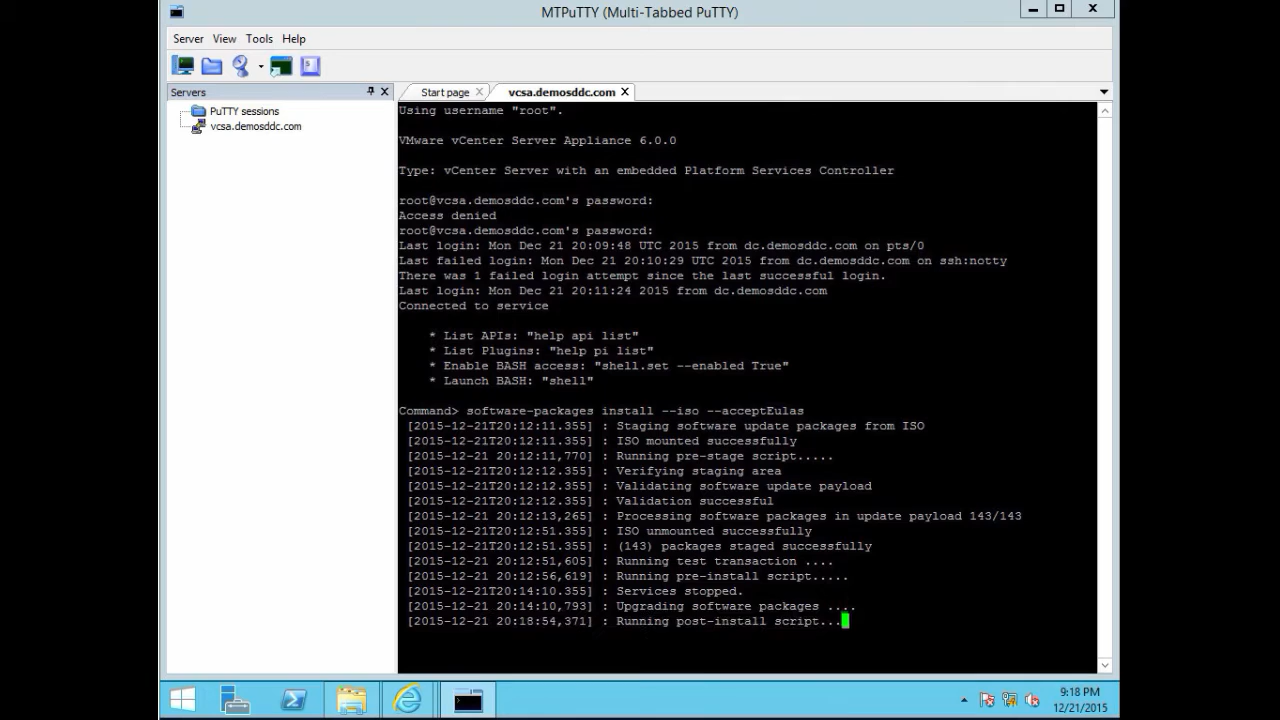 MTPuTTY (Multi-Tabbed PuTTY)
Server View Tools Help
Servers
PuTTY sessions
vcsa.demosddc.com
Start page
vcsa.demosddc.com
Using username "root".
VMware vCenter Server Appliance 6.0.0
Type: vCenter Server with an embedded Platform Services Controller
root@vcsa.demosddc.com's password:
Access denied
root@vcsa.demosddc.com's password:
Last login: Mon Dec 21 20:09:48 UTC 2015 from dc.demosddc.com on pts/0
Last failed login: Mon Dec 21 20:10:29 UTC 2015 from dc.demosddc.com on ssh:notty
There was 1 failed login attempt since the last successful login.
Last login: Mon Dec 21 20:11:24 2015 from dc.demosddc.com
Connected to service
* List APIs: "help api list"
* List Plugins: "help pi list"
* Enable BASH access: "shell.set --enabled True"
* Launch BASH: "shell"
Command> software-packages install --iso --acceptEulas
[2015-12-21T20:12:11.355] : Staging software update packages from ISO
[2015-12-21T20:12:11.355] : ISO mounted successfully
[2015-12-21 20:12:11,770] : Running pre-stage script.....
[2015-12-21T20:12:12.355] : Verifying staging area
[2015-12-21T20:12:12.355] : Validating software update payload
[2015-12-21T20:12:12.355] : Validation successful
[2015-12-21 20:12:13,265] : Processing software packages in update payload 143/143
[2015-12-21T20:12:51.355] : ISO unmounted successfully
[2015-12-21T20:12:51.355] : (143) packages staged successfully
[2015-12-21 20:12:51,605] : Running test transaction ....
[2015-12-21 20:12:56,619] : Running pre-install script.....
[2015-12-21T20:14:10.355] : Services stopped.
[2015-12-21 20:14:10,793] : Upgrading software packages ....
[2015-12-21 20:18:54,371] : Running post-install script...
9:18 PM
12/21/2015